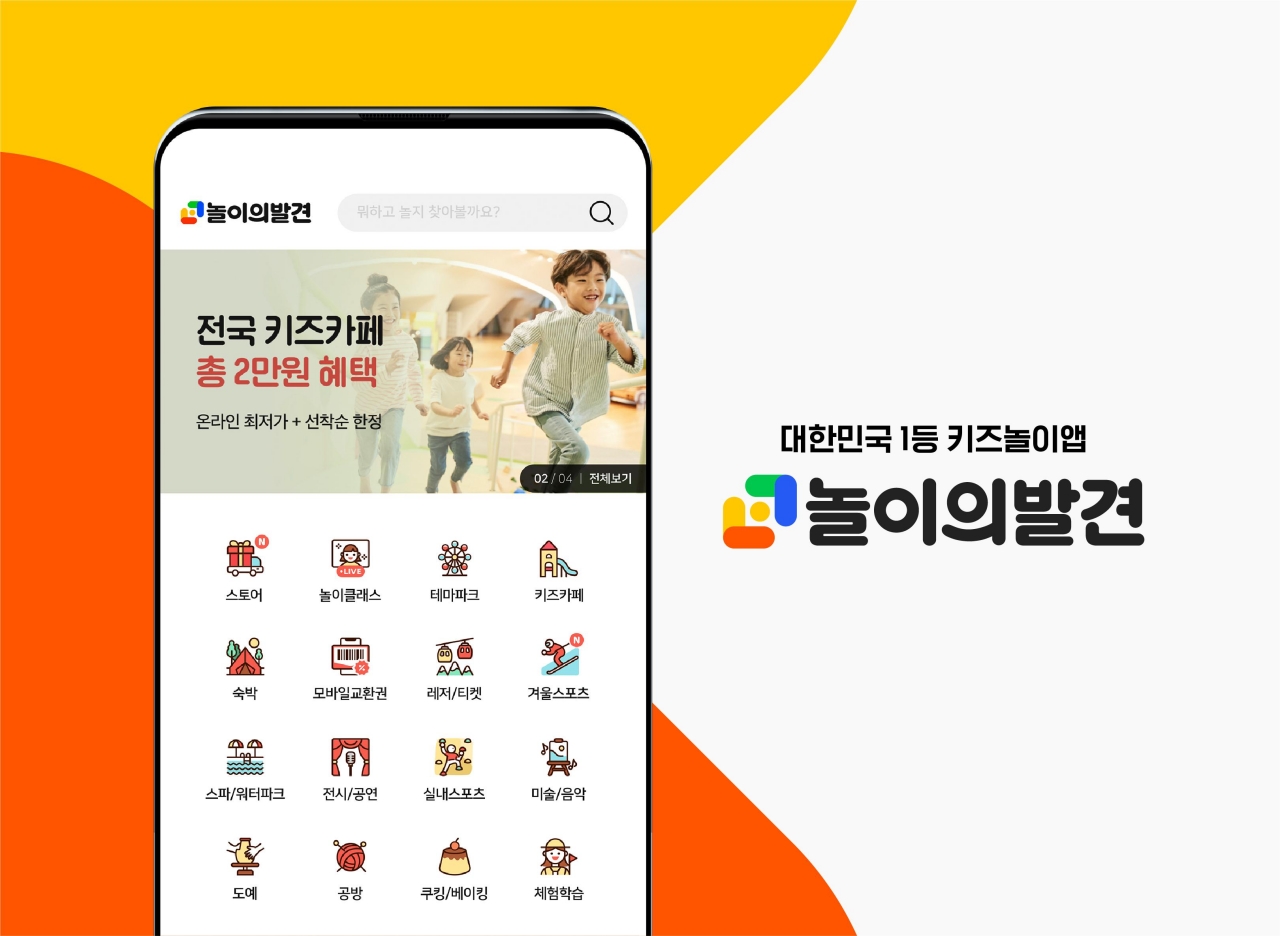 놀이의발견
뭐하고 놀지 찾아볼까요?
전국 키즈카페
총 2만원 혜택
온라인 최저가 + 선착순 한정
02 / 04 | 전체보기
N
LIVE
스토어 놀이클래스 테마파크 키즈카페
N
숙박 모바일교환권 레저/티켓 겨울스포츠
스파/워터파크 전시/공연 실내스포츠 미술/음악
도예 공방 쿠킹/베이킹 체험학습
대한민국 1등 키즈놀이앱
놀이의발견